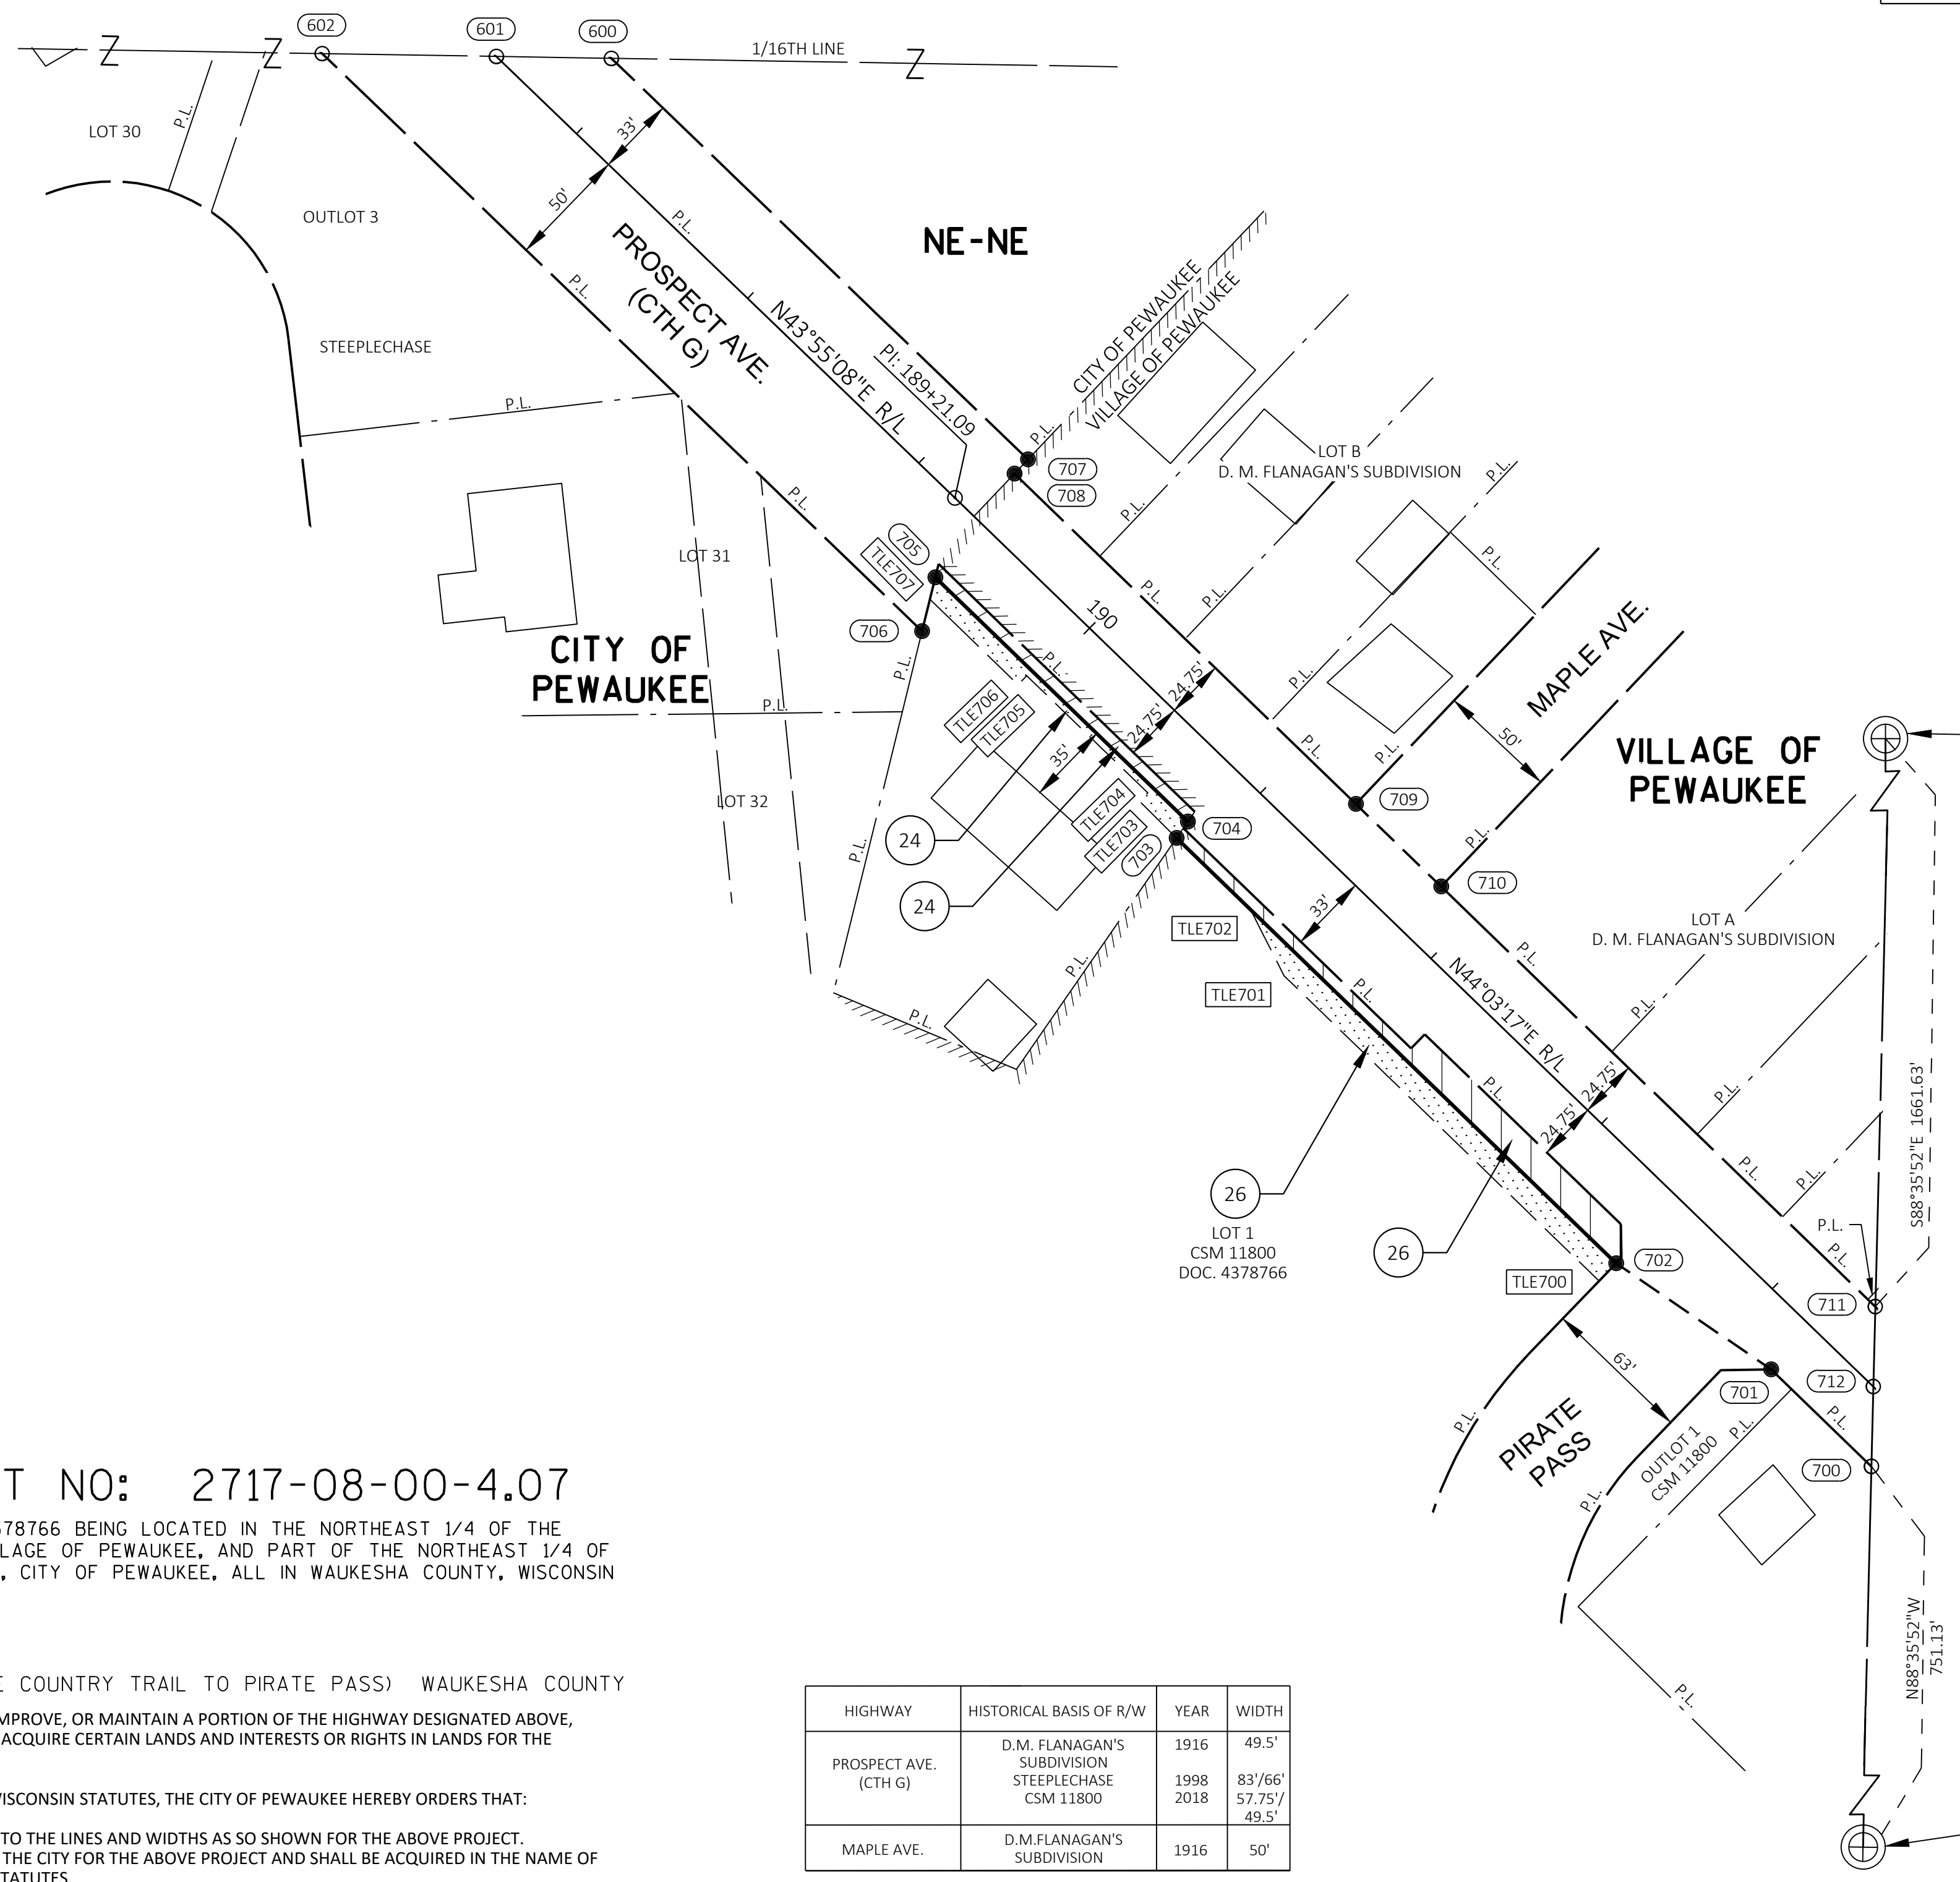 602
601
600
1/16TH LINE
LOT 30
P.L.
33'
50'
OUTLOT 3
P.L.
NE-NE
PROSPECT AVE.
(CTH G)
P.L.
STEEPLECHASE
N43°55'08"E R/L
PI: 189+21.09
CITY OF PEWAUKEE
VILLAGE OF PEWAUKEE
P.L.
P.L.
707
708
LOT B
D. M. FLANAGAN'S SUBDIVISION
P.L.
P.L.
P.L.
P.L.
705
TLE707
LOT 31
P.L.
P.L.
190
MAPLE AVE.
706
CITY OF
PEWAUKEE
P.L.
P.L.
P.L.
24.75'
24.75'
P.L.
TLE706
TLE705
35'
P.L.
P.L.
50'
VILLAGE OF
PEWAUKEE
LOT 32
709
TLE704
TLE703
703
704
24
P.L.
P.L.
710
24
33'
TLE702
LOT A
D. M. FLANAGAN'S SUBDIVISION
P.L.
P.L.
TLE701
P.L.
P.L.
N44°03'17"E R/L
P.L.
P.L.
24.75'
24.75'
P.L.
S88°35'52"E 1661.63'
P.L.
P.L.
26
LOT 1
CSM 11800
DOC. 4378766
26
P.L.
P.L.
702
TLE700
711
63'
701
712
P.L.
P.L.
PIRATE
PASS
OUTLOT 1
CSM 11800
P.L.
700
P.L.
T NO: 2717-08-00-4.07
378766 BEING LOCATED IN THE NORTHEAST 1/4 OF THE
LAGE OF PEWAUKEE, AND PART OF THE NORTHEAST 1/4 OF
, CITY OF PEWAUKEE, ALL IN WAUKESHA COUNTY, WISCONSIN
N88°35'52"W
751.13'
P.L.
E COUNTRY TRAIL TO PIRATE PASS) WAUKESHA COUNTY
MPROVE, OR MAINTAIN A PORTION OF THE HIGHWAY DESIGNATED ABOVE,
ACQUIRE CERTAIN LANDS AND INTERESTS OR RIGHTS IN LANDS FOR THE
VISCONSIN STATUTES, THE CITY OF PEWAUKEE HEREBY ORDERS THAT:
TO THE LINES AND WIDTHS AS SO SHOWN FOR THE ABOVE PROJECT.
THE CITY FOR THE ABOVE PROJECT AND SHALL BE ACQUIRED IN THE NAME OF
TATUTES.
HIGHWAY HISTORICAL BASIS OF R/W YEAR WIDTH
PROSPECT AVE.
(CTH G)
D.M. FLANAGAN'S 1916 49.5'
SUBDIVISION
STEEPLECHASE 1998 83'/66'
CSM 11800 2018 57.75'/
49.5'
MAPLE AVE. D.M.FLANAGAN'S 1916 50'
SUBDIVISION